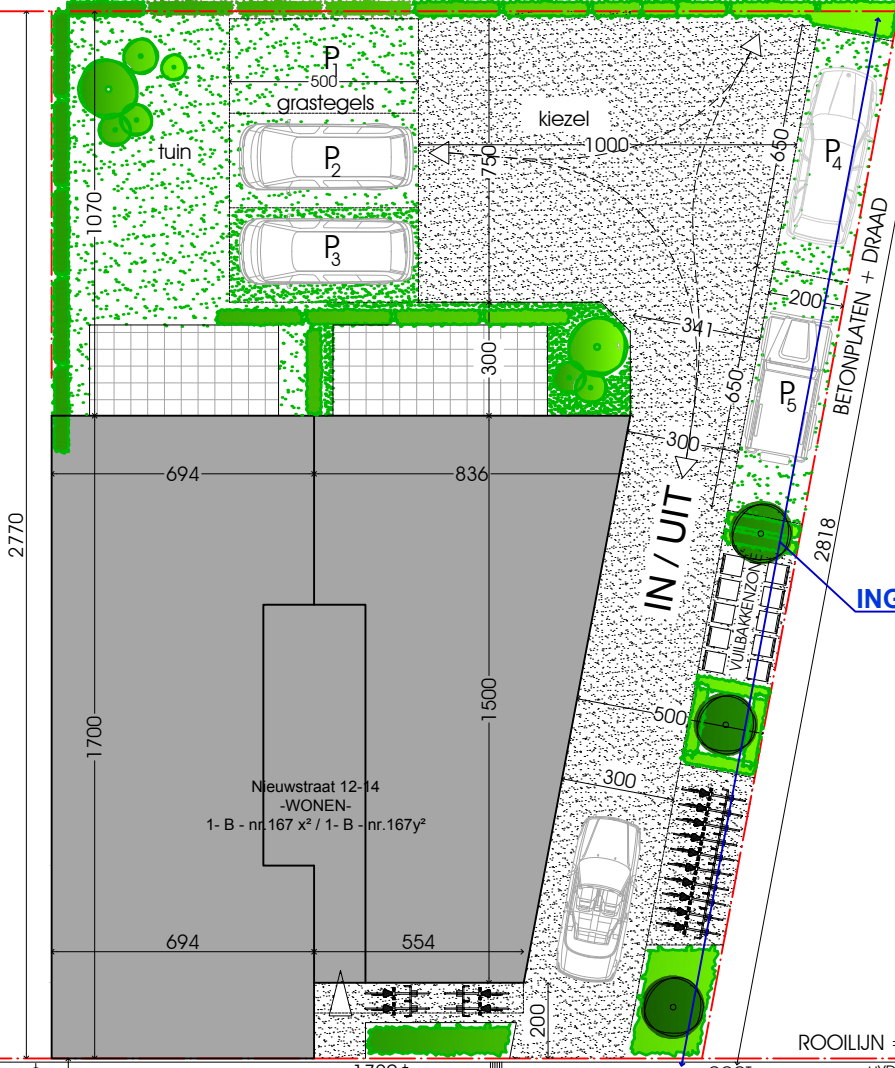 P1
500
grastegels
kiezel
1000
650
P4
tuin
P2
750
1070
P3
BETONPLATEN + DRAAD
200
341
300
650
P5
300
694
836
IN / UIT
2770
2818
ING
VUILBAKKENZONE
1500
500
1700
300
Nieuwstraat 12-14
-WONEN-
1- B - nr.167 x² / 1- B - nr.167y²
694
554
200
ROOILIJN =